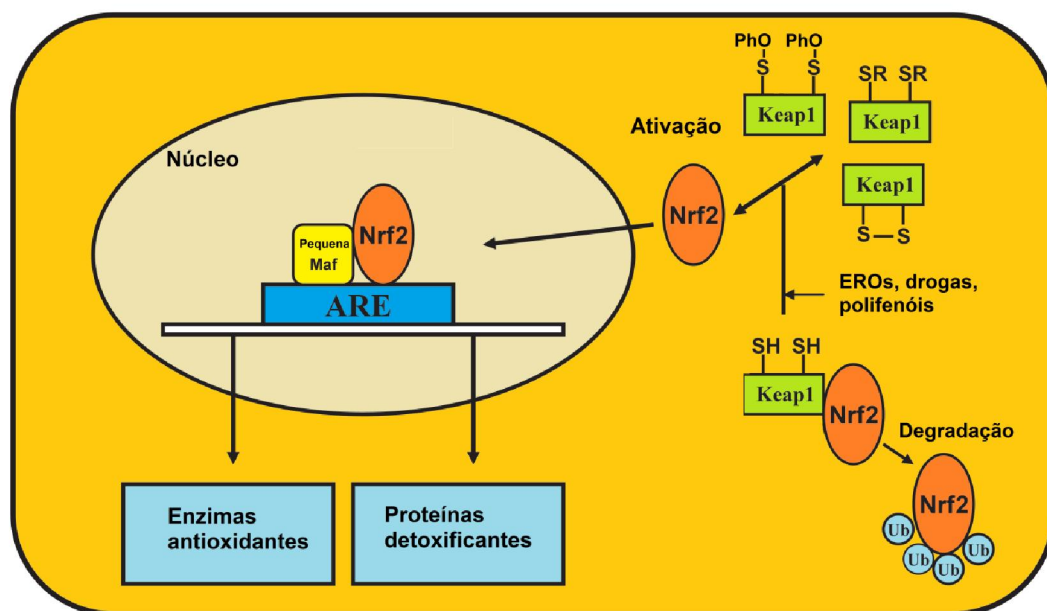 PhO PhO
S S
Keap1
SR SR
Keap1
Keap1
S—S
Ativação
Nrf2
Núcleo
Pequena
Maf
Nrf2
ARE
EROs, drogas,
polifenóis
SH SH
Keap1
Nrf2
Degradação
Nrf2
Ub
Ub
Ub
Ub
Enzimas
antioxidantes
Proteínas
detoxificantes